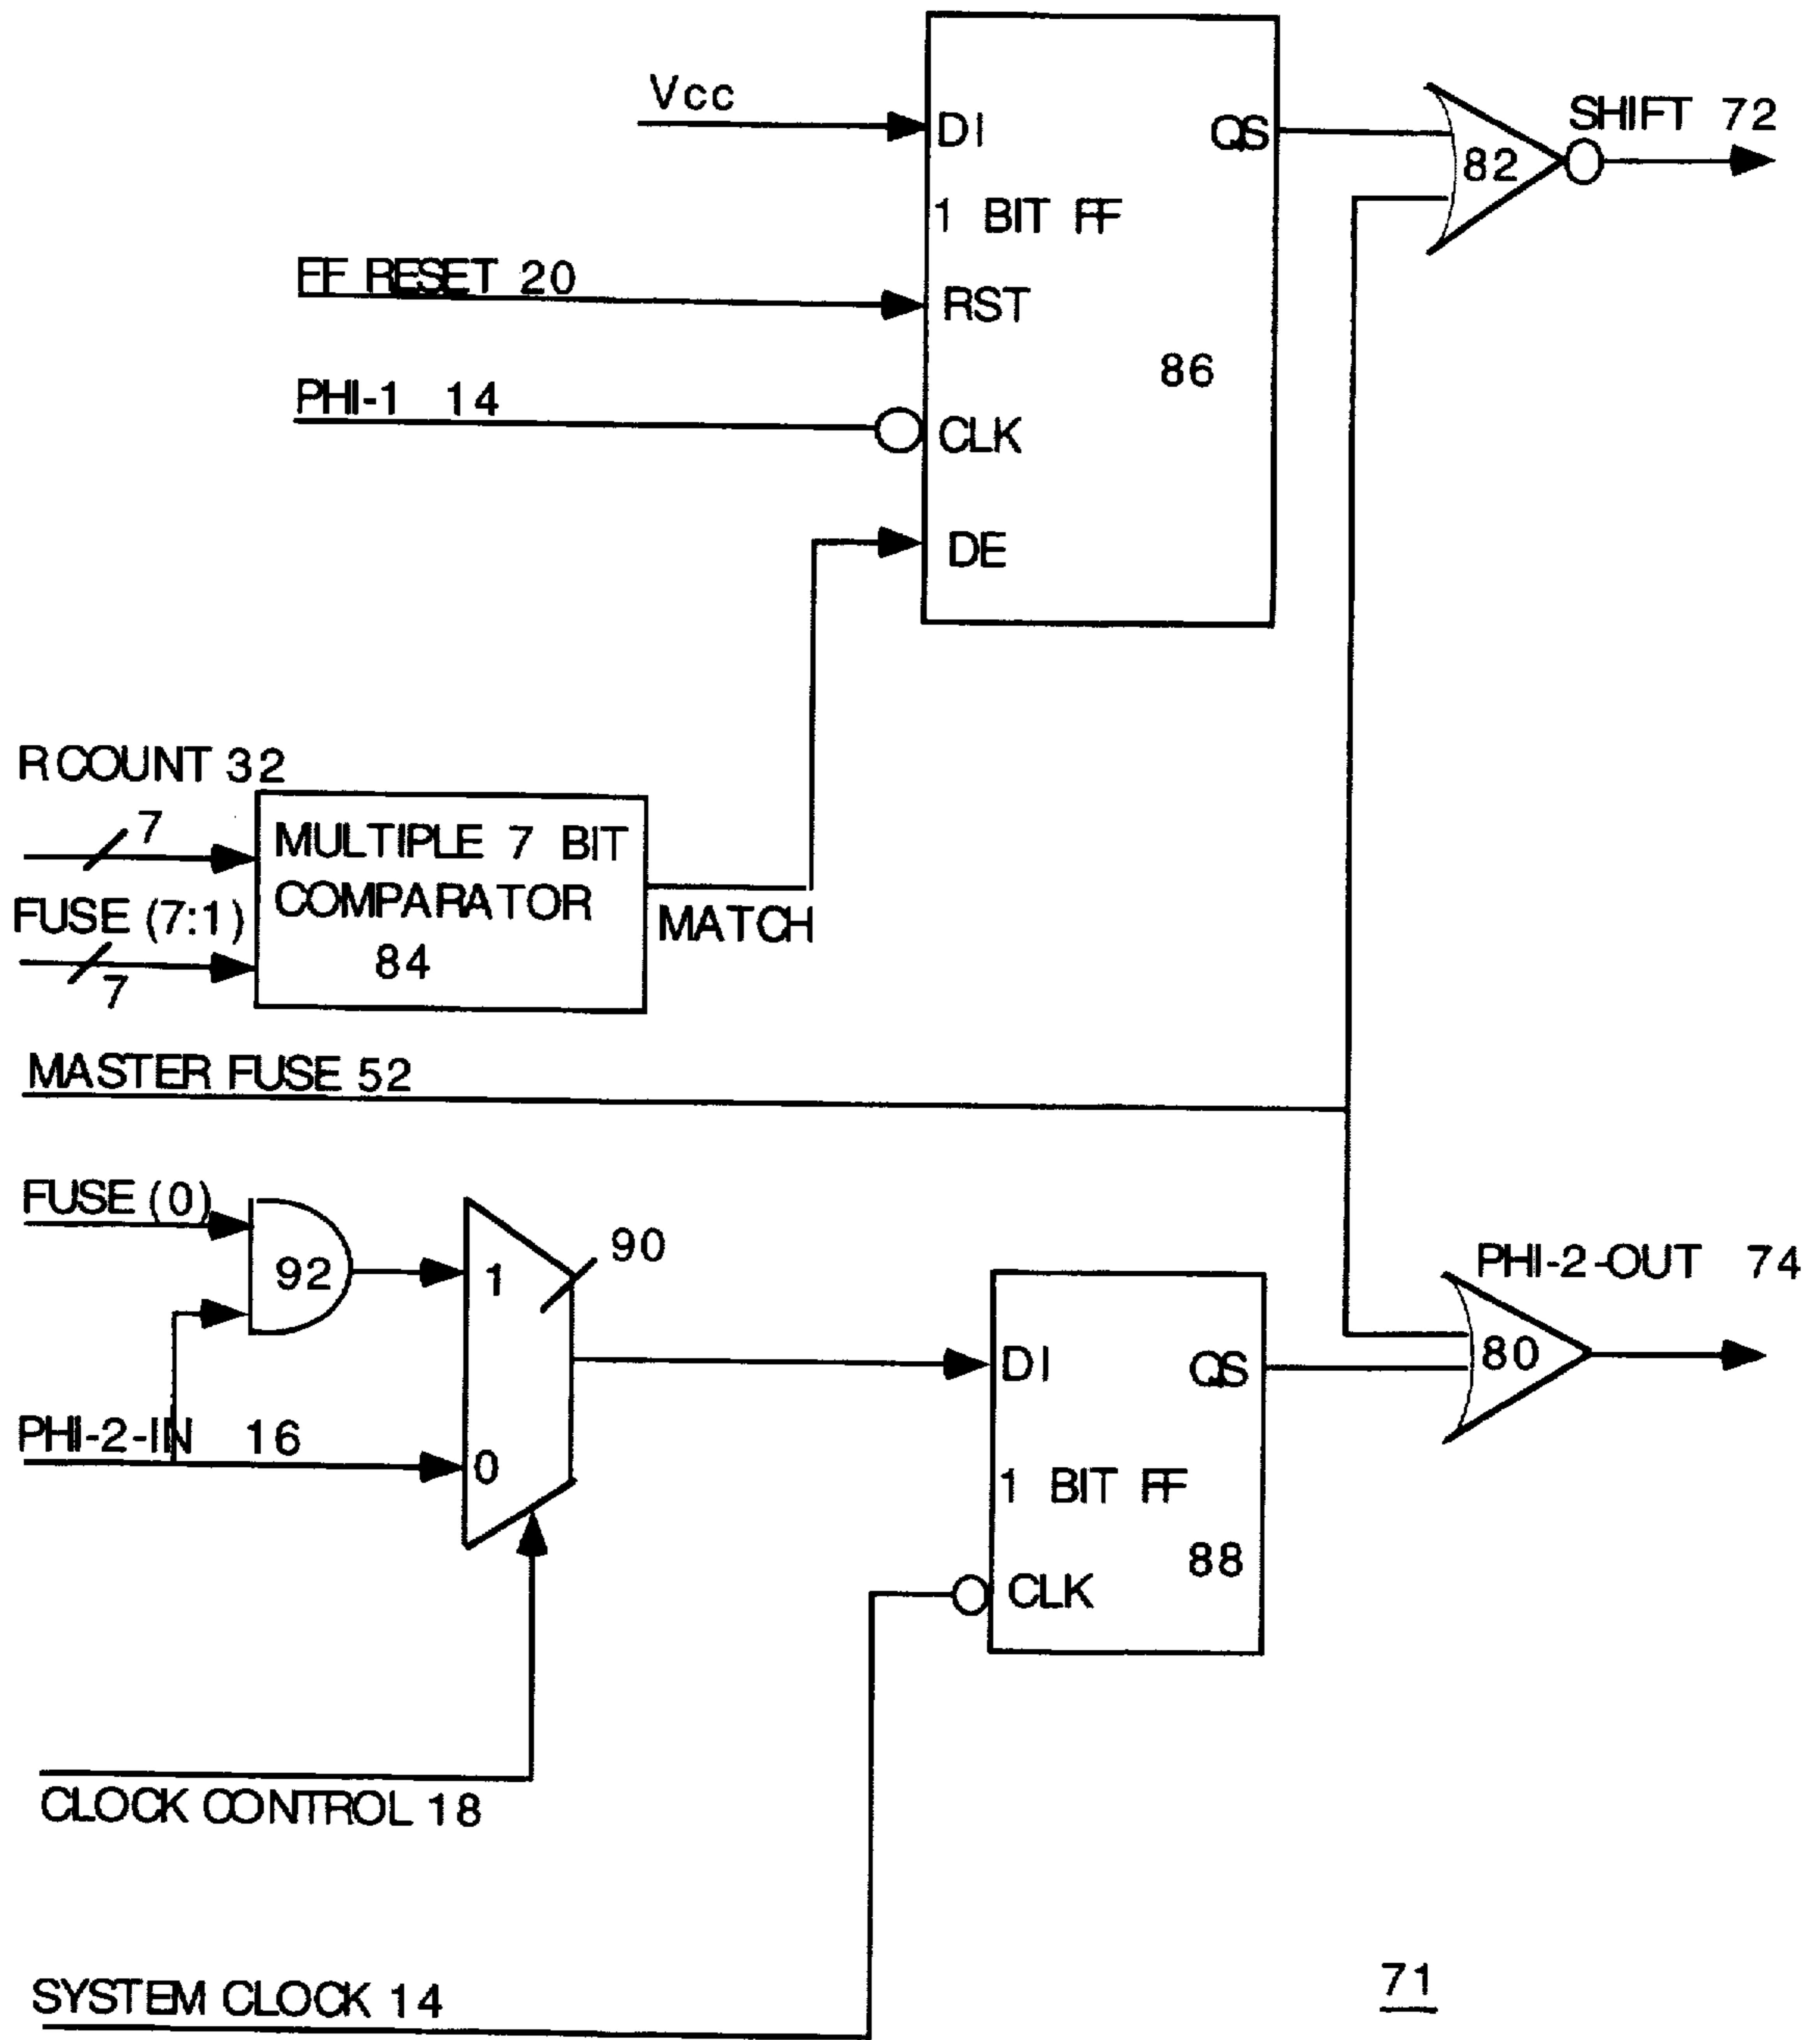 Vcc
DI
QS
82
SHIFT 72
1 BIT FF
FF RESET 20
RST
86
PHI-1 14
CLK
DE
R COUNT 32
7
MULTIPLE 7 BIT
COMPARATOR
84
FUSE (7:1)
7
MATCH
MASTER FUSE 52
FUSE (0)
92
1
90
PHI-2-OUT 74
80
DI
QS
PHI-2-IN 16
0
1 BIT FF
88
CLK
CLOCK CONTROL 18
SYSTEM CLOCK 14
71